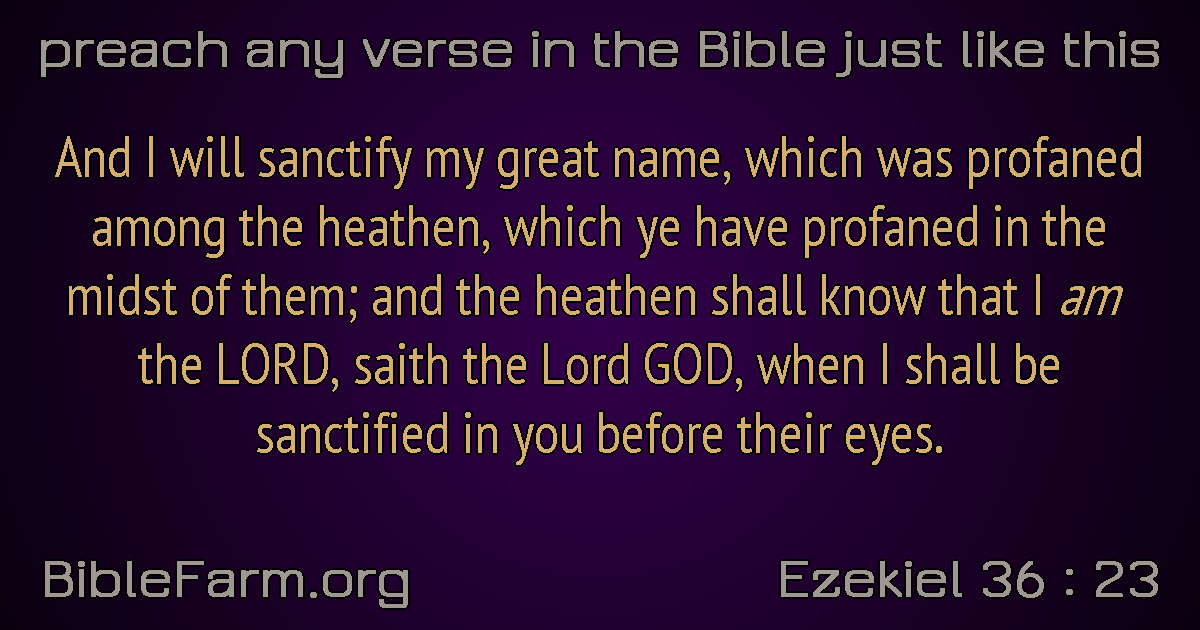 preach any verse in the Bible just like this
And I will sanctify my great name, which was profaned
among the heathen, which ye have profaned in the
midst of them; and the heathen shall know that I am
the LORD, saith the Lord GOD, when I shall be
sanctified in you before their eyes.
BibleFarm.org
Ezekiel 36 : 23